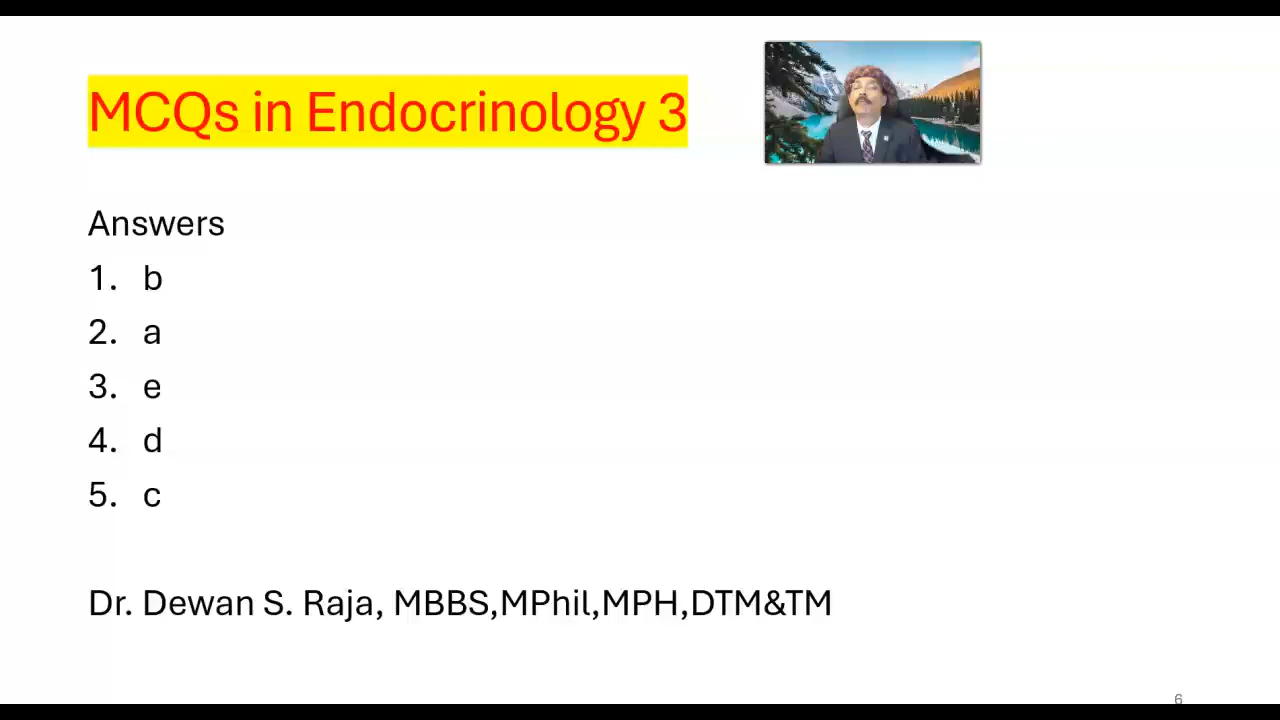 MCQs in Endocrinology 3
Answers
1. b
2. a
3. e
4. d
5. c
Dr. Dewan S. Raja, MBBS,MPhil,MPH,DTM&TM
6